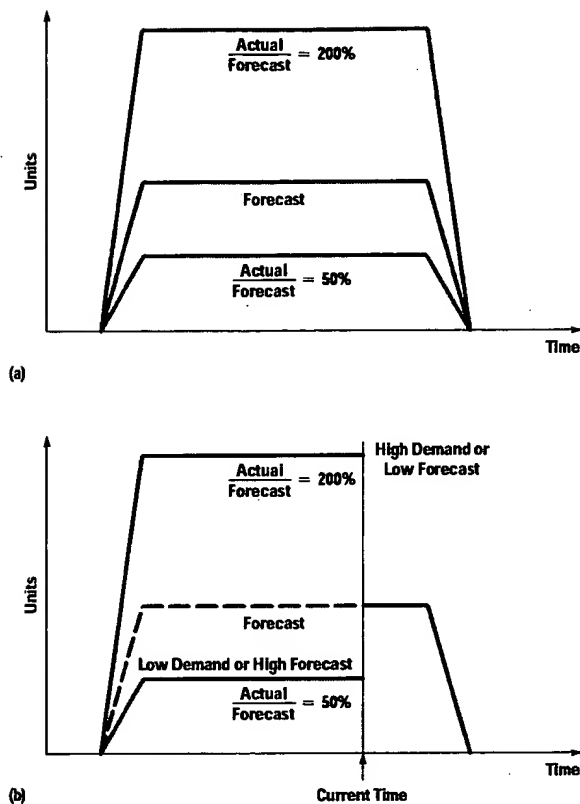 Units
Actual
Forecast = 200%
Forecast
Actual
Forecast = 50%
Time
(a)
Units
High Demand or
Low Forecast
Actual
Forecast = 200%
Forecast
Low Demand or High Forecast
Actual
Forecast = 50%
Time
(b)
Current Time